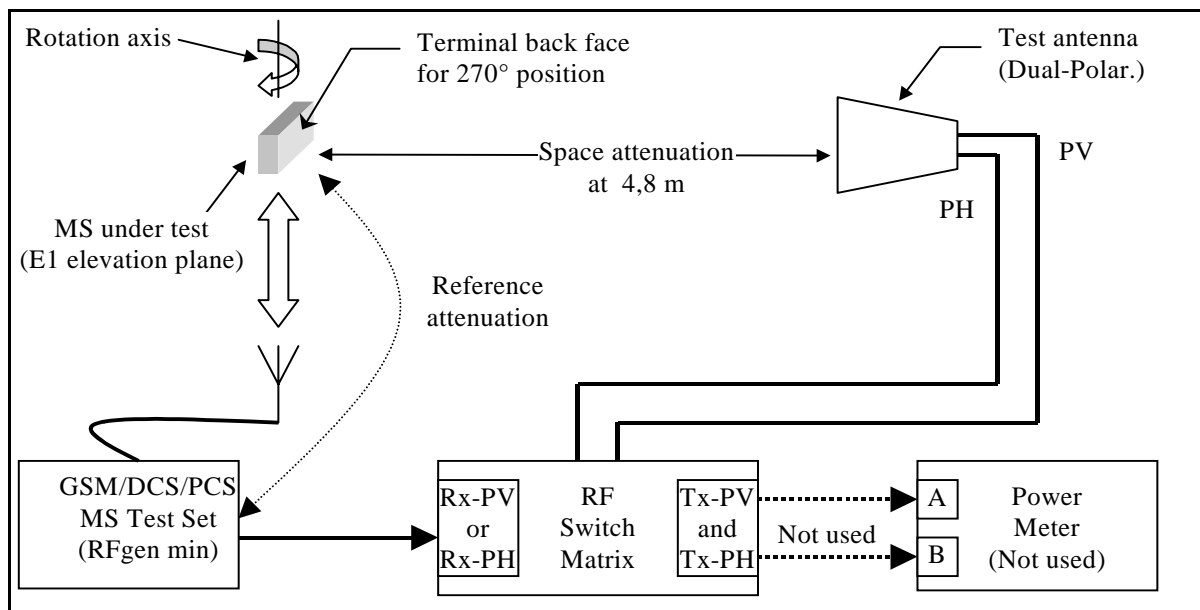 Rotation axis
Terminal back face
for 270° position
Test antenna
(Dual-Polar.)
Space attenuation
at 4,8 m
PV
PH
MS under test
(E1 elevation plane)
Reference
attenuation
GSM/DCS/PCS
MS Test Set
(RFgen min)
Rx-PV
or
Rx-PH
RF
Switch
Matrix
Tx-PV
and
Tx-PH
Not used
A
B
Power
Meter
(Not used)